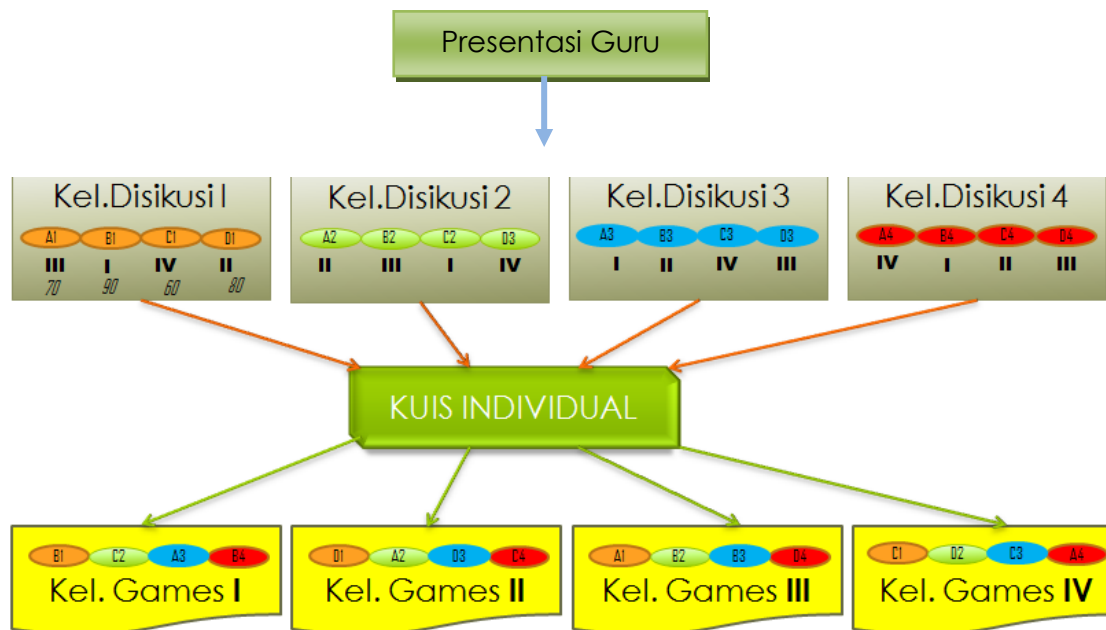 Presentasi Guru
Kel.Disikusi 1
A1 B1 C1 D1
III I IV II
70 90 60 80
Kel.Disikusi 2
A2 B2 C2 D3
II III I IV
Kel.Disikusi 3
A3 B3 C3 D3
I II IV III
Kel.Disikusi 4
A4 B4 C4 D4
IV I II III
KUIS INDIVIDUAL
B1 C2 A3 B4
Kel. Games I
D1 A2 D3 C4
Kel. Games II
A1 B2 B3 D4
Kel. Games III
C1 D2 C3 A4
Kel. Games IV